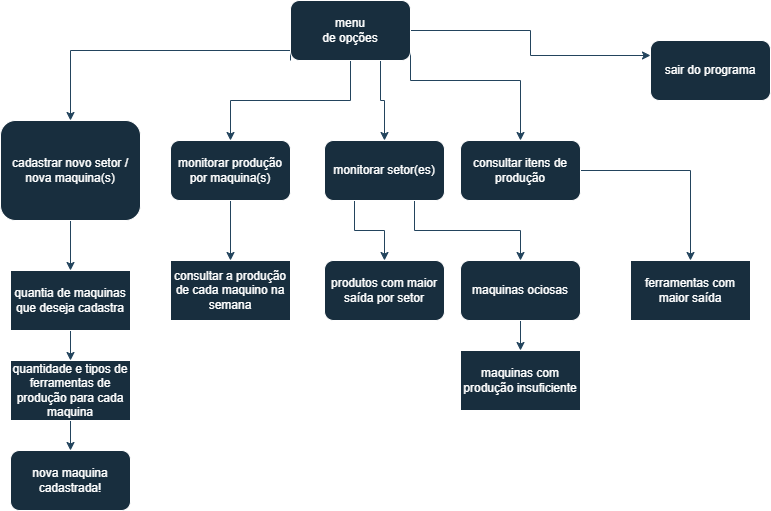 menu
de opções
sair do programa
cadastrar novo setor /
nova maquina(s)
monitorar produção
por maquina(s)
monitorar setor(es)
consultar itens de
produção
quantia de maquinas
que deseja cadastra
consultar a produção
de cada maquino na
semana
produtos com maior
saída por setor
maquinas ociosas
ferramentas com
maior saída
quantidade e tipos de
ferramentas de
produção para cada
maquina
maquinas com
produção insuficiente
nova maquina
cadastrada!